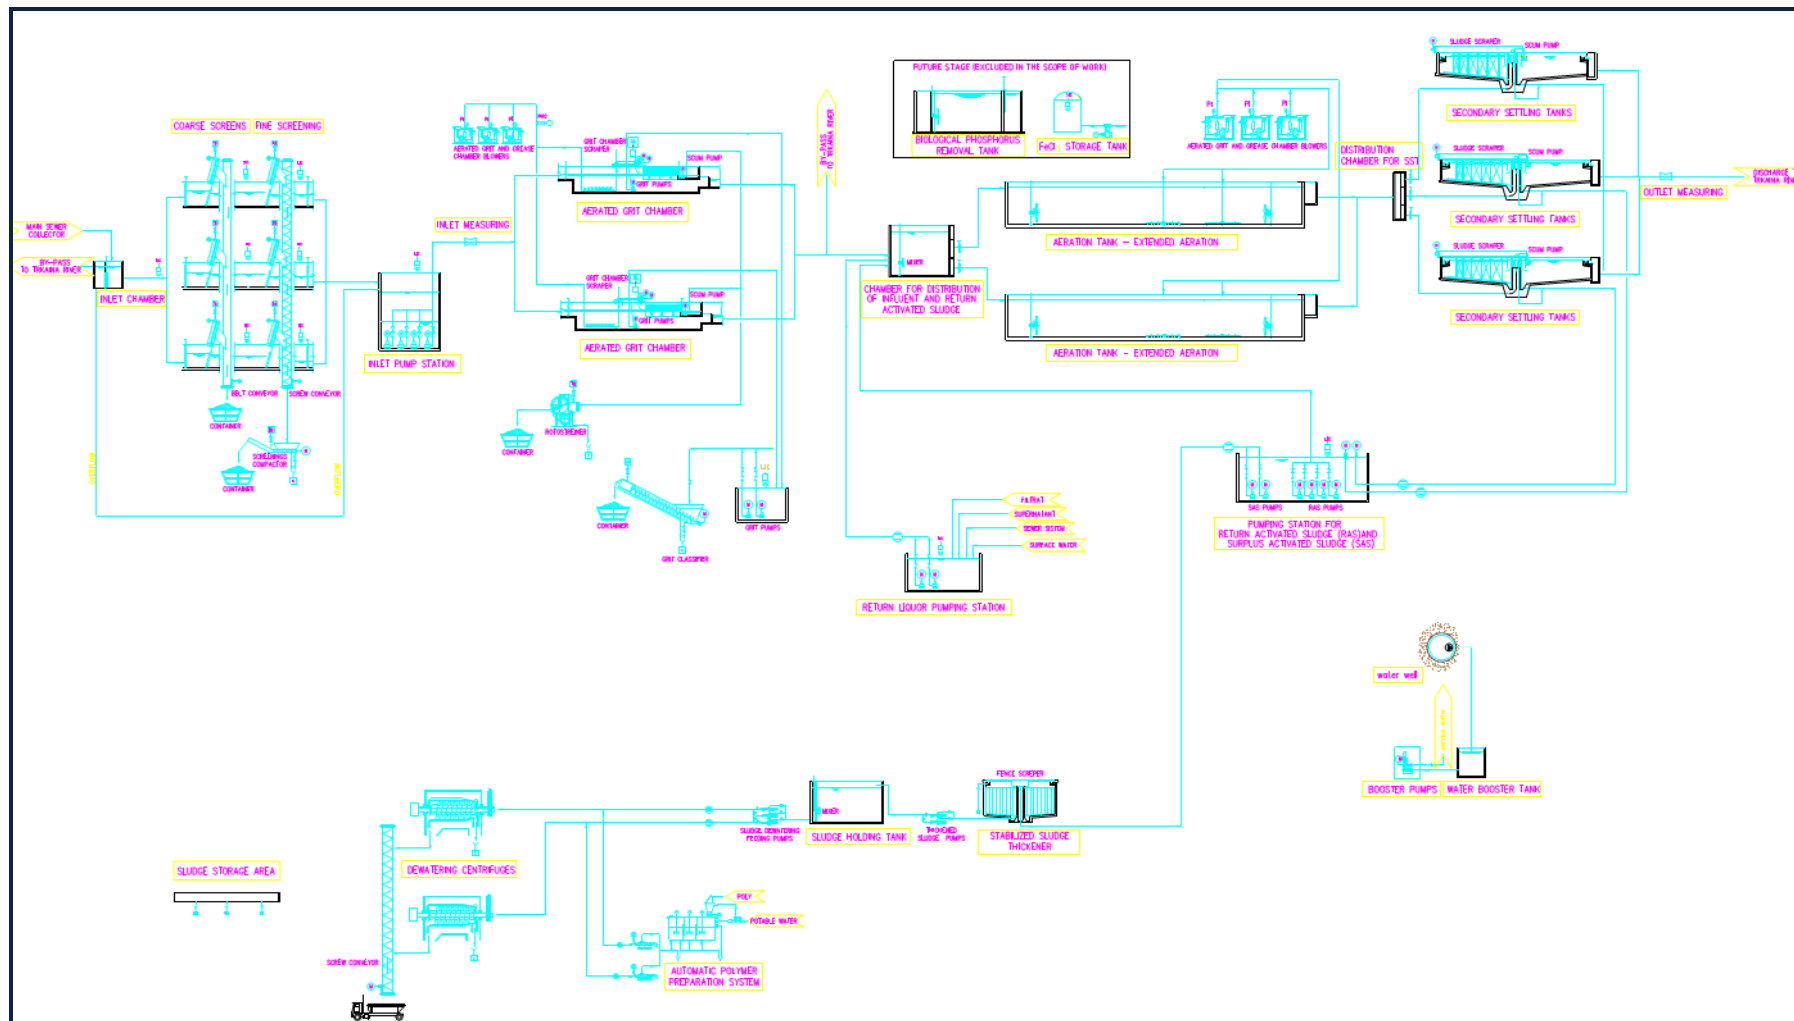 COARSE SCREENS
FINE SCREENING
MAIN SEWER
COLLECTOR
BY-PASS
TO TRKANJA RIVER
INLET CHAMBER
OVERFLOW
OVERFLOW
BELT CONVEYOR
SCREW CONVEYOR
CONTAINER
SCREENINGS
COMPACTOR
CONTAINER
INLET PUMP STATION
INLET MEASURING
AERATED GRIT AND GREASE
CHAMBER BLOWERS
GRIT CHAMBER
SCRAPER
SCUM PUMP
GRIT PUMPS
AERATED GRIT CHAMBER
GRIT CHAMBER
SCRAPER
SCUM PUMP
GRIT PUMPS
AERATED GRIT CHAMBER
CONTAINER
CONTAINER
GRIT CLASSIFIER
GRIT PUMPS
BY-PASS
FUTURE STAGE (EXCLUDED IN THE SCOPE OF WORK)
BIOLOGICAL PHOSPHORUS
REMOVAL TANK
STORAGE TANK
MIXER
CHAMBER FOR DISTRIBUTION
OF INFLUENT AND RETURN
ACTIVATED SLUDGE
AERATED GRIT AND GREASE CHAMBER BLOWERS
AERATION TANK - EXTENDED AERATION
AERATION TANK - EXTENDED AERATION
DISTRIBUTION
CHAMBER FOR SST
SLUDGE SCRAPER
SCUM PUMP
SECONDARY SETTLING TANKS
SLUDGE SCRAPER
SCUM PUMP
SECONDARY SETTLING TANKS
SLUDGE SCRAPER
SCUM PUMP
SECONDARY SETTLING TANKS
OUTLET MEASURING
SAS PUMPS
RAS PUMPS
PUMPING STATION FOR
RETURN ACTIVATED SLUDGE (RAS)AND
SURPLUS ACTIVATED SLUDGE (SAS)
FILTRAT
SUPERNATANT
SEWER SISTEM
SURFACE WATER
RETURN LIQUOR PUMPING STATION
water well
BOOSTER PUMPS
WATER BOOSTER TANK
FENCE SCREPER
STABILIZED SLUDGE
THICKENER
SLUDGE PUMPS
MIXER
SLUDGE HOLDING TANK
SLUDGE DEWATERING
FEEDING PUMPS
DEWATERING CENTRIFUGES
SLUDGE STORAGE AREA
SCREW CONVEYOR
POLY
POTABLE WATER
AUTOMATIC POLYMER
PREPARATION SYSTEM